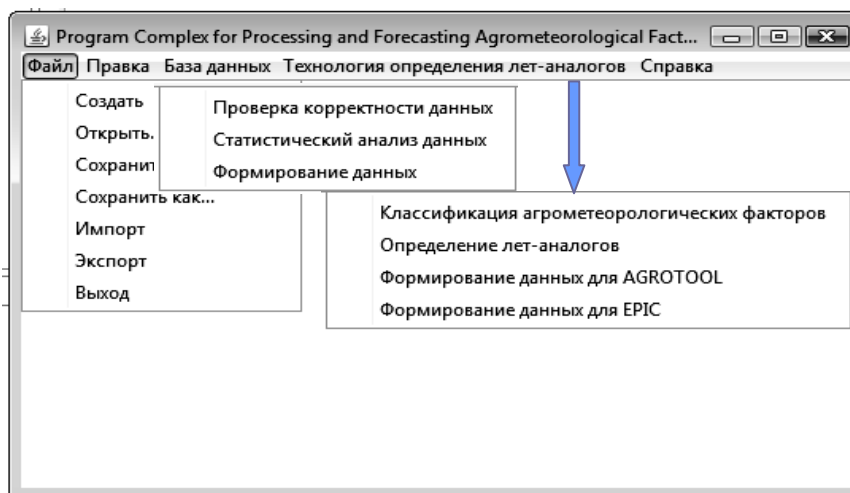 Program Complex for Processing and Forecasting Agrometeorological Fact...
Файл Правка База данных Технология определения лет-аналогов Справка
Создать
Открыть.
Сохранит
Сохранить как...
Импорт
Экспорт
Выход
Проверка корректности данных
Статистический анализ данных
Формирование данных
Классификация агрометеорологических факторов
Определение лет-аналогов
Формирование данных для AGROTOOL
Формирование данных для EPIC